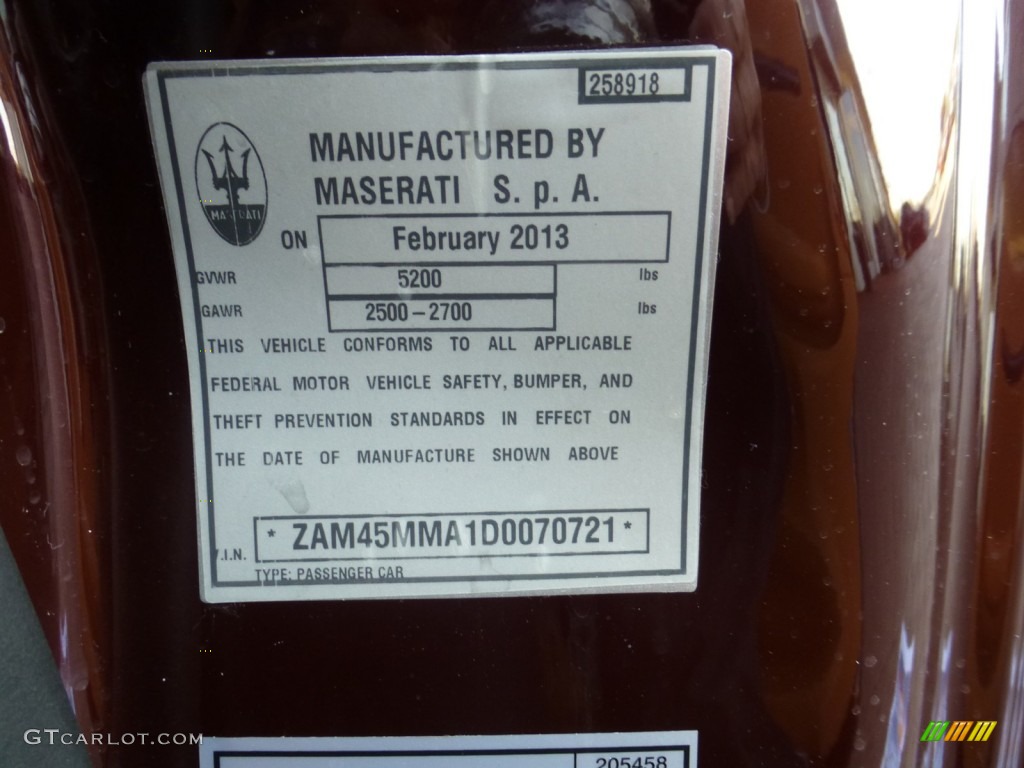 258918
MANUFACTURED BY
MASERATI S. p. A.
MASERATI
ON February 2013
GVWR 5200 lbs
GAWR 2500-2700 lbs
THIS VEHICLE CONFORMS TO ALL APPLICABLE
FEDERAL MOTOR VEHICLE SAFETY, BUMPER, AND
THEFT PREVENTION STANDARDS IN EFFECT ON
THE DATE OF MANUFACTURE SHOWN ABOVE
V.I.N. * ZAM45MMA1D0070721 *
TYPE: PASSENGER CAR
GTCARLOT.COM
205458